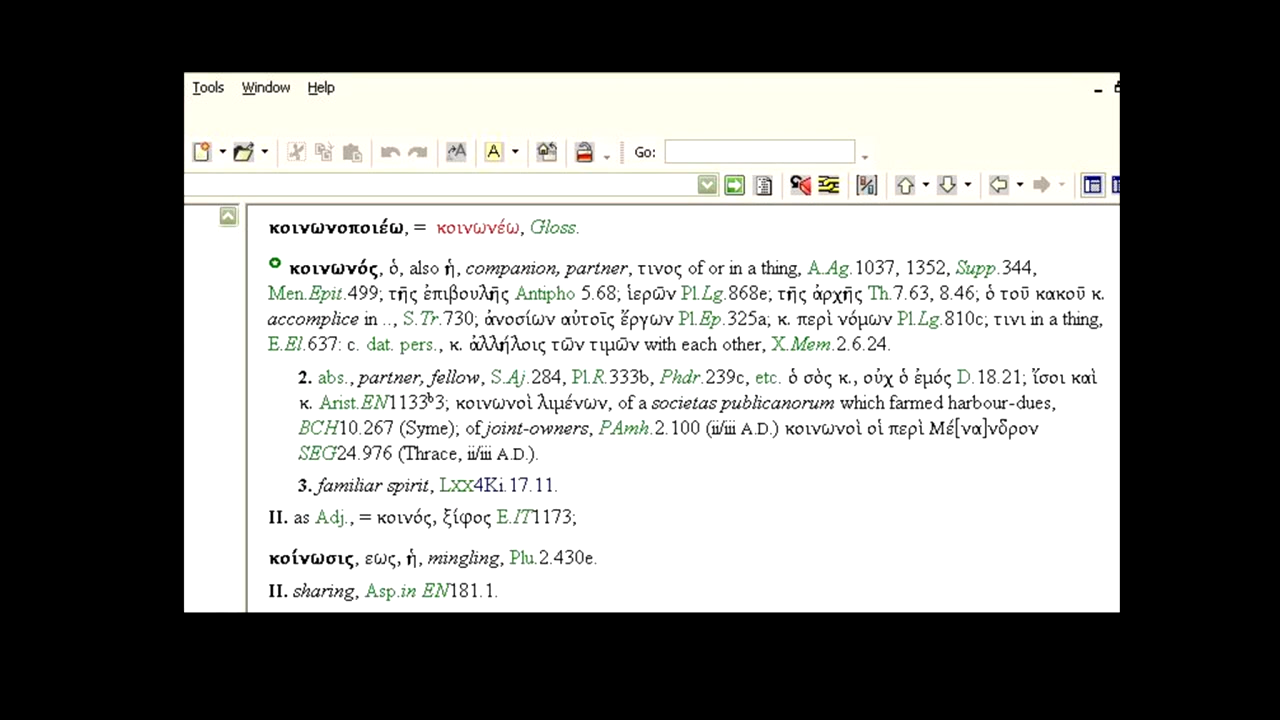 Tools Window Help
Go:
κοινωνοποιέω, = κοινωνέω, Gloss.
κοινωνός, ὁ, also ἡ, companion, partner, τινος of or in a thing, A.Ag.1037, 1352, Supp.344,
Men.Epit.499; τῆς ἐπιβουλῆς Antipho 5.68; ἱερῶν Pl.Lg.868e; τῆς ἀρχῆς Th.7.63, 8.46; ὁ τοῦ κακοῦ κ.
accomplice in .., S.Tr.730; ἀνοσίων αὐτοῖς ἔργων Pl.Ep.325a; κ. περὶ νόμων Pl.Lg.810c; τινι in a thing,
E.El.637: c. dat. pers., κ. ἀλλήλοις τῶν τιμῶν with each other, X.Mem.2.6.24.
2. abs., partner, fellow, S.Aj.284, Pl.R.333b, Phdr.239c, etc. ὁ σὸς κ., οὐχ ὁ ἐμός D.18.21; ἴσοι καὶ
κ. Arist.EN1133ᵇ3; κοινωνοὶ λιμένων, of a societas publicanorum which farmed harbour-dues,
BCH10.267 (Syme); of joint-owners, PAmh.2.100 (ii/iii A.D.) κοινωνοὶ οἱ περὶ Μέ[να]νδρον
SEG24.976 (Thrace, ii/iii A.D.).
3. familiar spirit, Lxx4Ki.17.11.
II. as Adj., = κοινός, ξίφος E.IT1173;
κοίνωσις, εως, ἡ, mingling, Plu.2.430e.
II. sharing, Asp.in EN181.1.